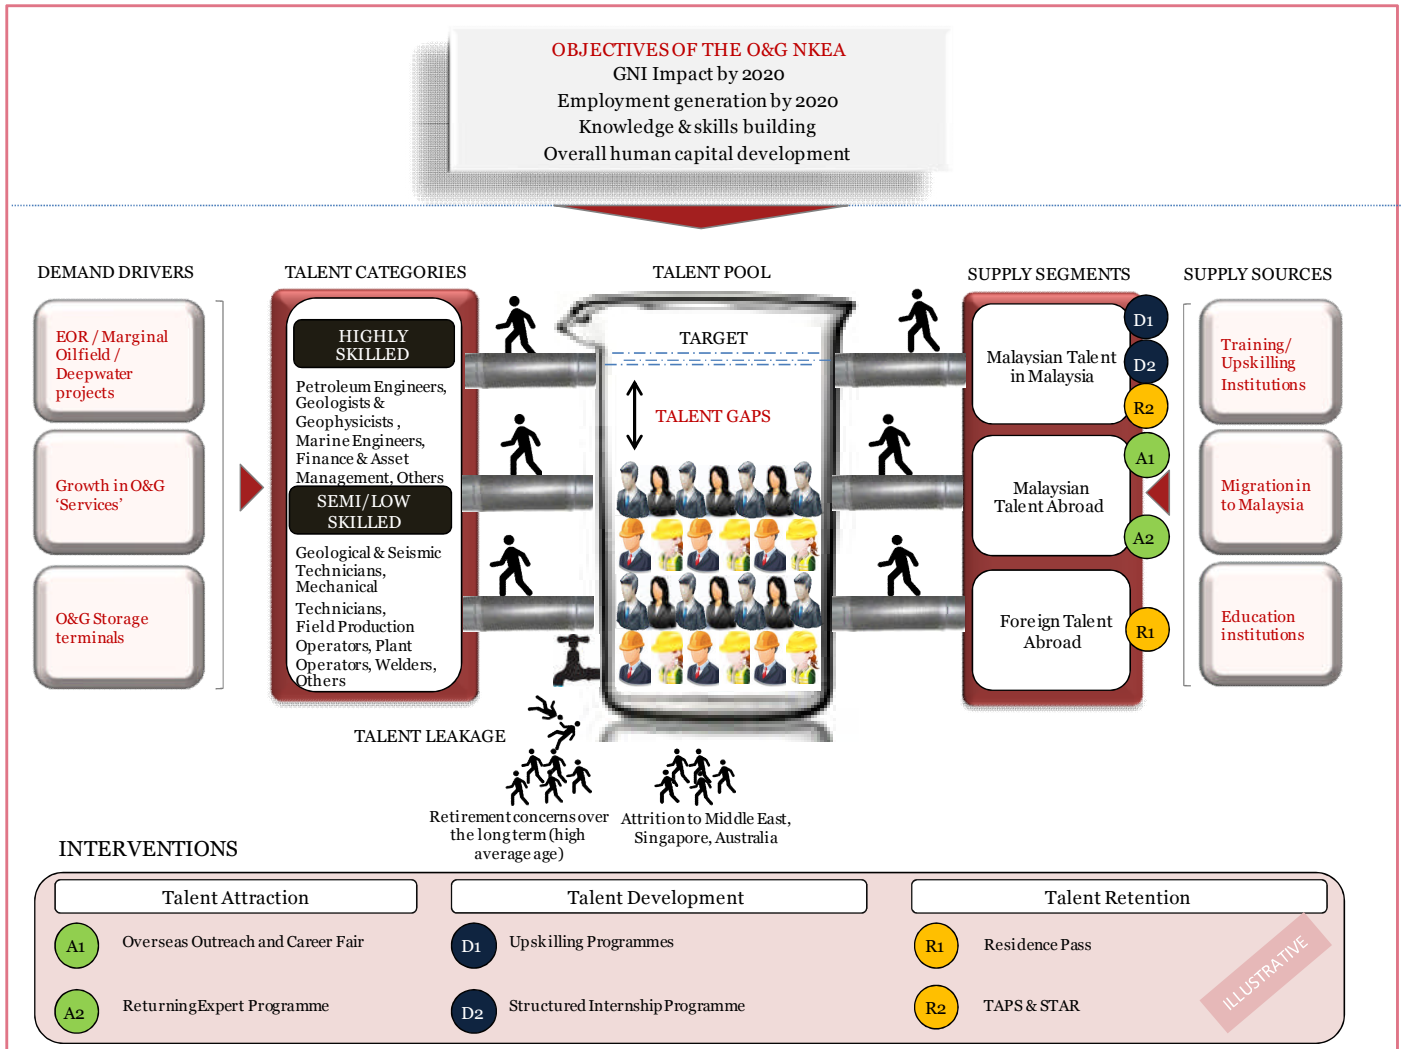 OBJECTIVES OF THE O&G NKEA
GNI Impact by 2020
Employment generation by 2020
Knowledge & skills building
Overall human capital development
DEMAND DRIVERS
EOR / Marginal
Oilfield /
Deepwater
projects
Growth in O&G
‘Services’
O&G Storage
terminals
TALENT CATEGORIES
HIGHLY
SKILLED
Petroleum Engineers,
Geologists &
Geophysicists ,
Marine Engineers,
Finance & Asset
Management, Others
SEMI/LOW
SKILLED
Geological & Seismic
Technicians,
Mechanical
Technicians,
Field Production
Operators, Plant
Operators, Welders,
Others
TALENT POOL
TARGET
TALENT GAPS
SUPPLY SEGMENTS
Malaysian Talent
in Malaysia
D1
D2
R2
Malaysian
Talent Abroad
A1
A2
Foreign Talent
Abroad
R1
SUPPLY SOURCES
Training/
Upskilling
Institutions
Migration in
to Malaysia
Education
institutions
TALENT LEAKAGE
Retirement concerns over
the long term (high
average age)
Attrition to Middle East,
Singapore, Australia
INTERVENTIONS
Talent Attraction
A1 Overseas Outreach and Career Fair
A2 Returning Expert Programme
Talent Development
D1 Upskilling Programmes
D2 Structured Internship Programme
Talent Retention
R1 Residence Pass
R2 TAPS & STAR
ILLUSTRATIVE